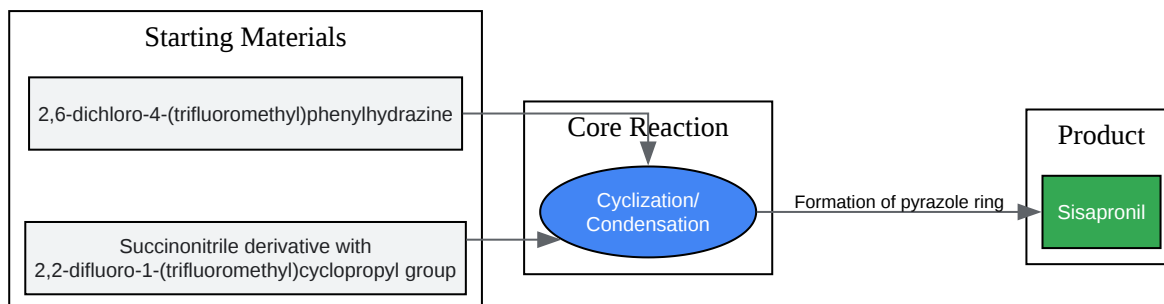 Starting Materials
2,6-dichloro-4-(trifluoromethyl)phenylhydrazine
Succinonitrile derivative with
2,2-difluoro-1-(trifluoromethyl)cyclopropyl group
Core Reaction
Cyclization/
Condensation
Formation of pyrazole ring
Product
Sisapronil